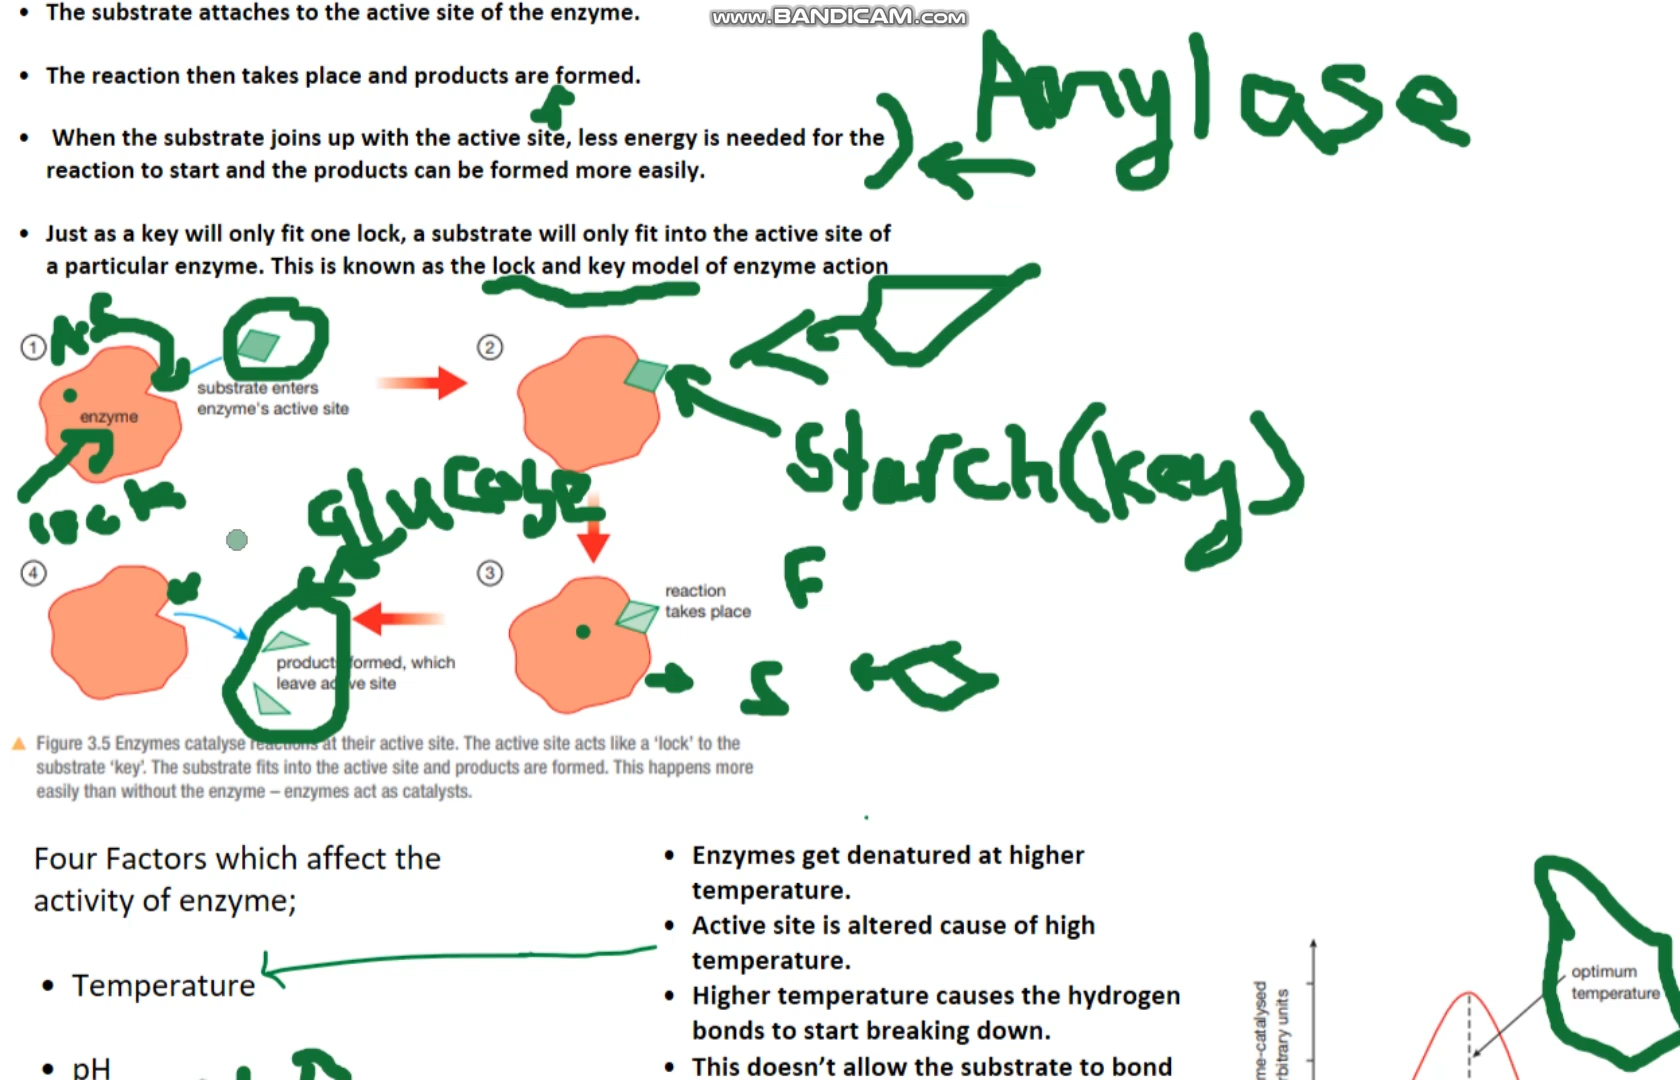 www.BANDICAM.com
• The substrate attaches to the active site of the enzyme.
• The reaction then takes place and products are formed.
• When the substrate joins up with the active site, less energy is needed for the
reaction to start and the products can be formed more easily.
• Just as a key will only fit one lock, a substrate will only fit into the active site of
a particular enzyme. This is known as the lock and key model of enzyme action
Amylase
1
A.S
enzyme
substrate enters
enzyme's active site
lock
2
Starch(key)
Glucose
F
S
3
reaction
takes place
4
products formed, which
leave active site
Figure 3.5 Enzymes catalyse reactions at their active site. The active site acts like a ‘lock’ to the
substrate ‘key’. The substrate fits into the active site and products are formed. This happens more
easily than without the enzyme – enzymes act as catalysts.
Four Factors which affect the
activity of enzyme;
• Temperature
• pH
• Enzymes get denatured at higher
temperature.
• Active site is altered cause of high
temperature.
• Higher temperature causes the hydrogen
bonds to start breaking down.
• This doesn’t allow the substrate to bond
optimum
temperature
me-catalysed
rbitrary units